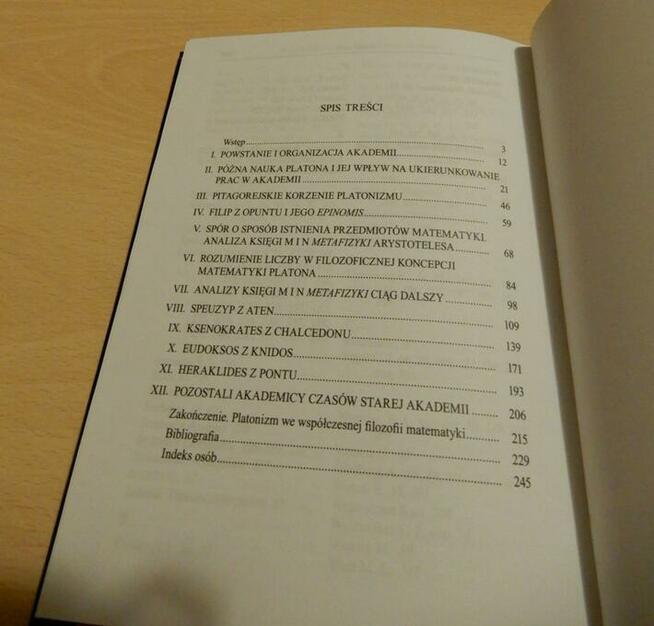 SPIS TREŚCI
Wstęp 3
I. POWSTANIE I ORGANIZACJA AKADEMII 12
II. PÓŹNA NAUKA PLATONA I JEJ WPŁYW NA UKIERUNKOWANIE
PRAC W AKADEMII 21
III. PITAGOREJSKIE KORZENIE PLATONIZMU 46
IV. FILIP Z OPUNTU I JEGO EPINOMIS 59
V. SPÓR O SPOSÓB ISTNIENIA PRZEDMIOTÓW MATEMATYKI.
ANALIZA KSIĘGI M I N METAFIZYKI ARYSTOTELESA 68
VI. ROZUMIENIE LICZBY W FILOZOFICZNEJ KONCEPCJI
MATEMATYKI PLATONA 84
VII. ANALIZY KSIĘGI M I N METAFIZYKI CIĄG DALSZY 98
VIII. SPEUZYP Z ATEN 109
IX. KSENOKRATES Z CHALCEDONU 139
X. EUDOKSOS Z KNIDOS 171
XI. HERAKLIDES Z PONTU 193
XII. POZOSTALI AKADEMICY CZASÓW STAREJ AKADEMII 206
Zakończenie. Platonizm we współczesnej filozofii matematyki 215
Bibliografia 229
Indeks osób 245